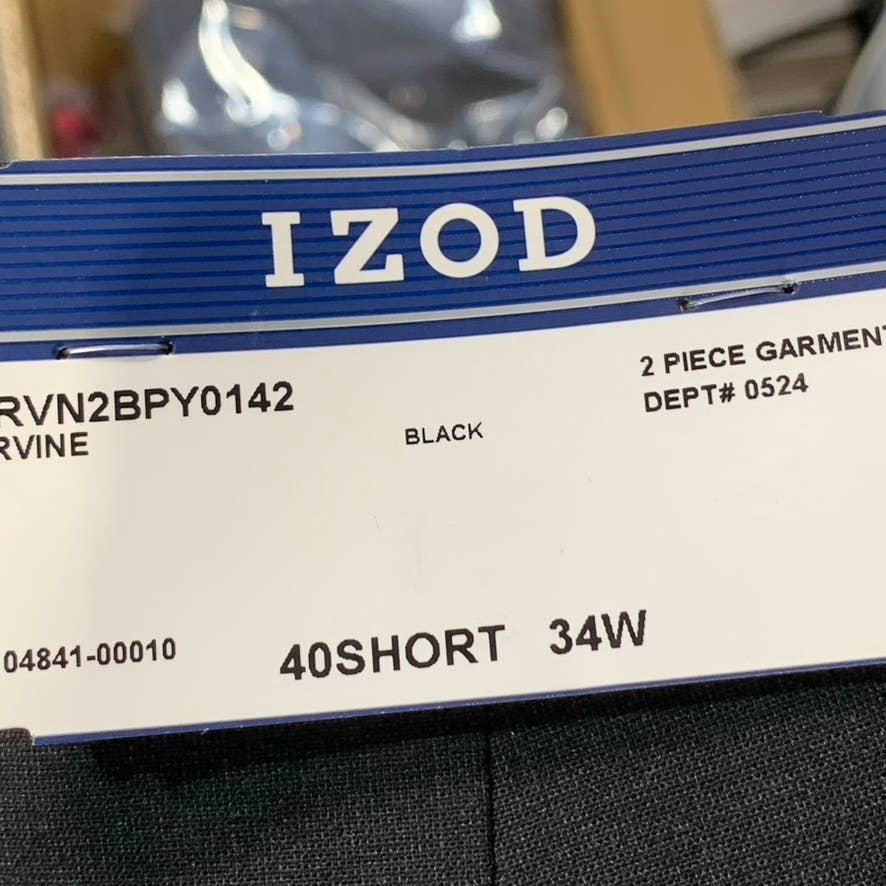 IZOD
RVN2BPY0142
RVINE
BLACK
2 PIECE GARMENT
DEPT# 0524
04841-00010
40SHORT 34W